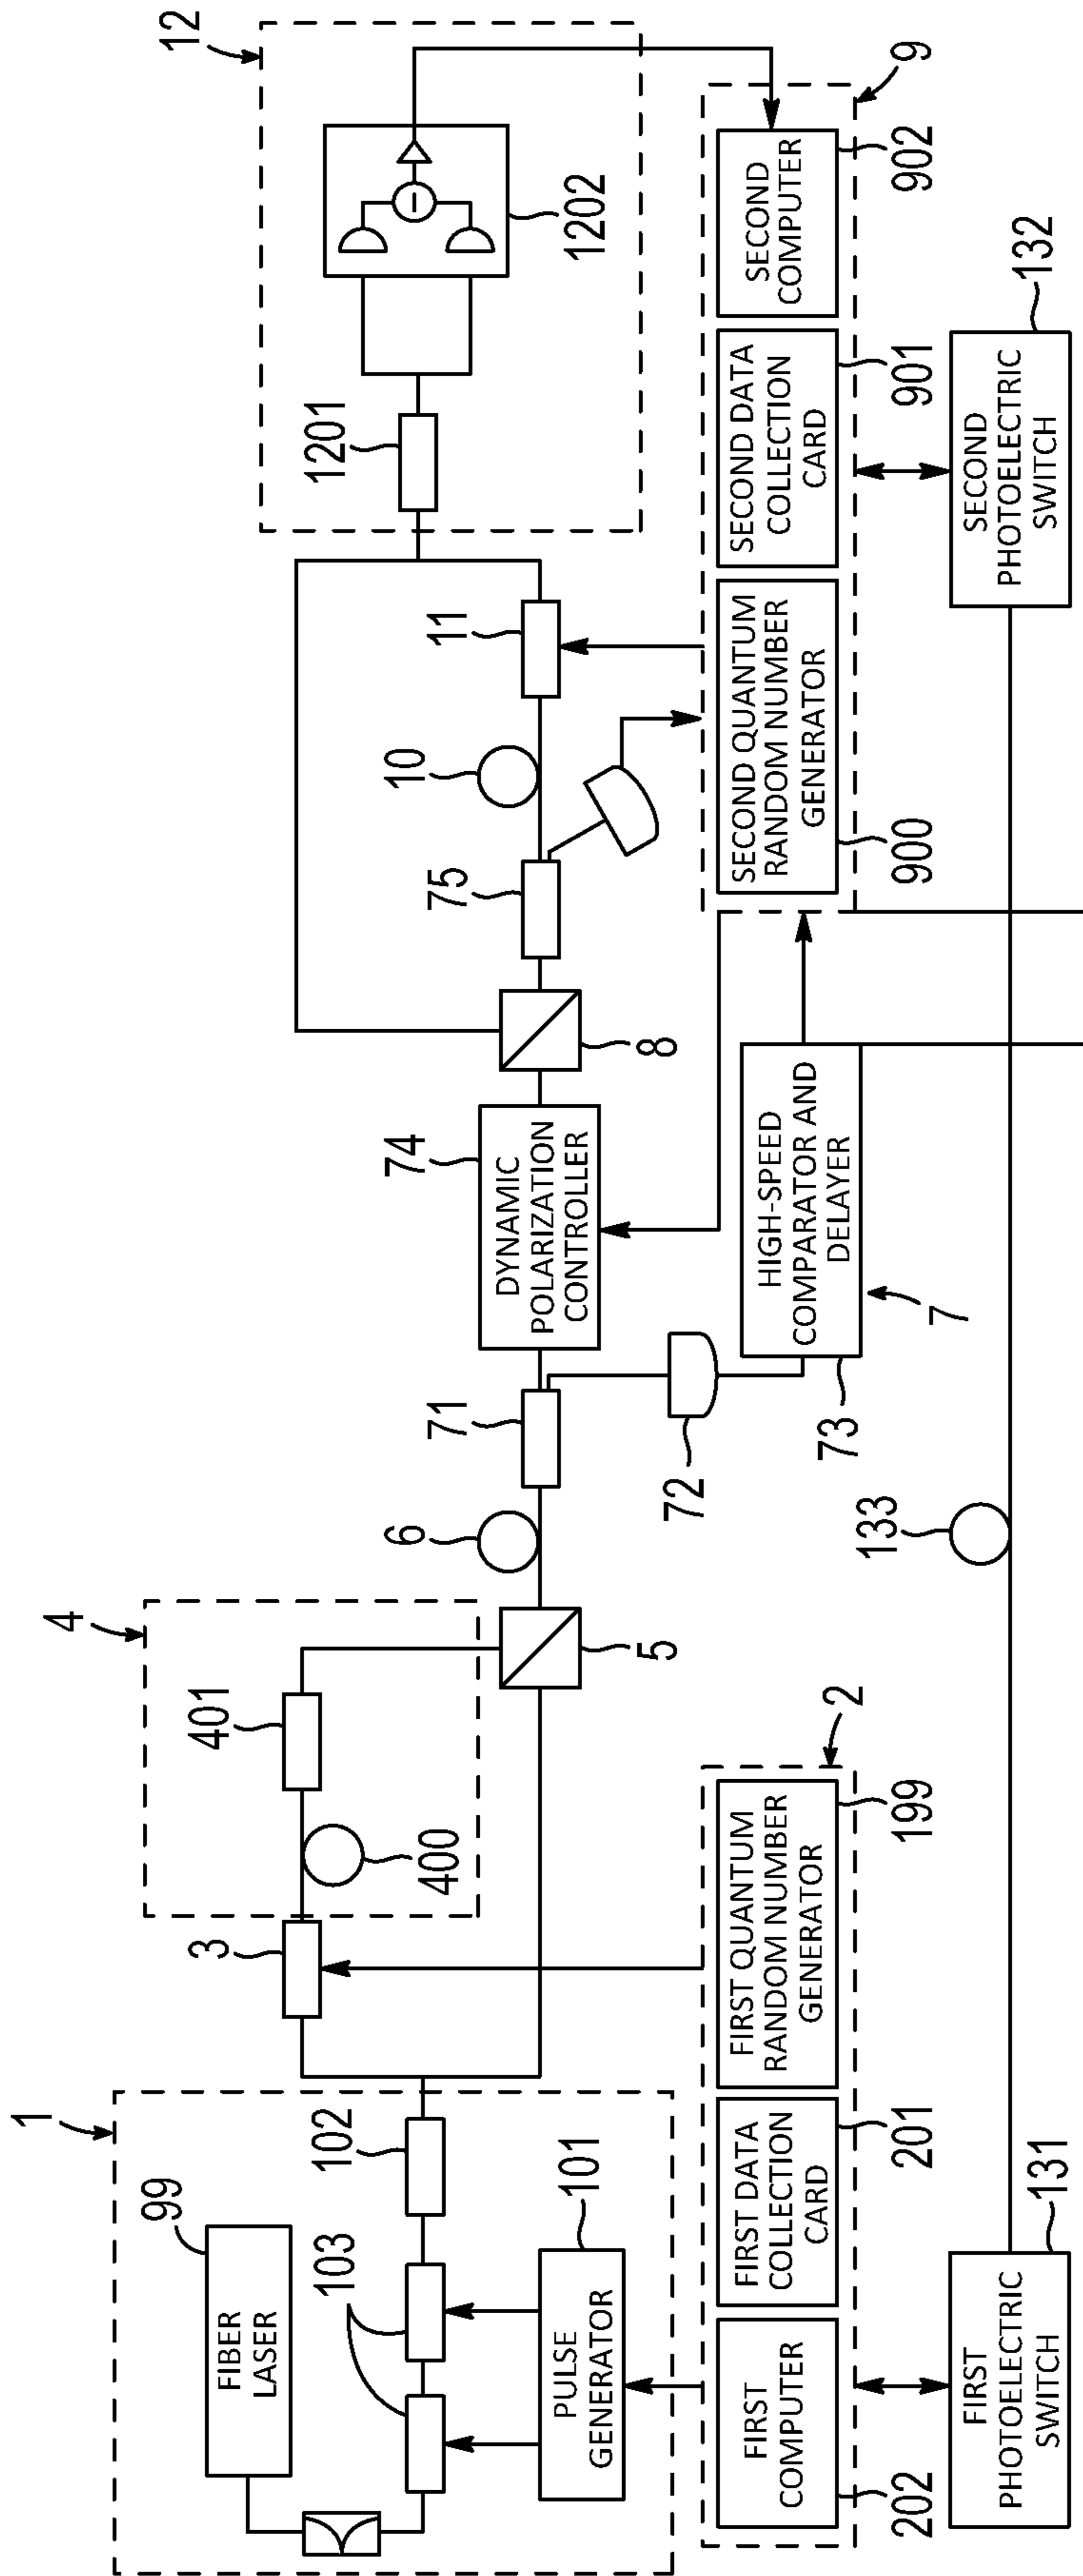 1
99
FIBER
LASER
103
102
PULSE
GENERATOR
101
3
4
400
401
5
6
71
72
HIGH-SPEED
COMPARATOR AND
DELAYER
73
7
DYNAMIC
POLARIZATION
CONTROLLER
74
8
75
10
11
12
1201
1202
FIRST
COMPUTER
202
FIRST DATA
COLLECTION
CARD
201
FIRST QUANTUM
RANDOM NUMBER
GENERATOR
199
2
SECOND QUANTUM
RANDOM NUMBER
GENERATOR
900
SECOND DATA
COLLECTION
CARD
901
SECOND
COMPUTER
902
9
FIRST
PHOTOELECTRIC
SWITCH
131
133
SECOND
PHOTOELECTRIC
SWITCH
132